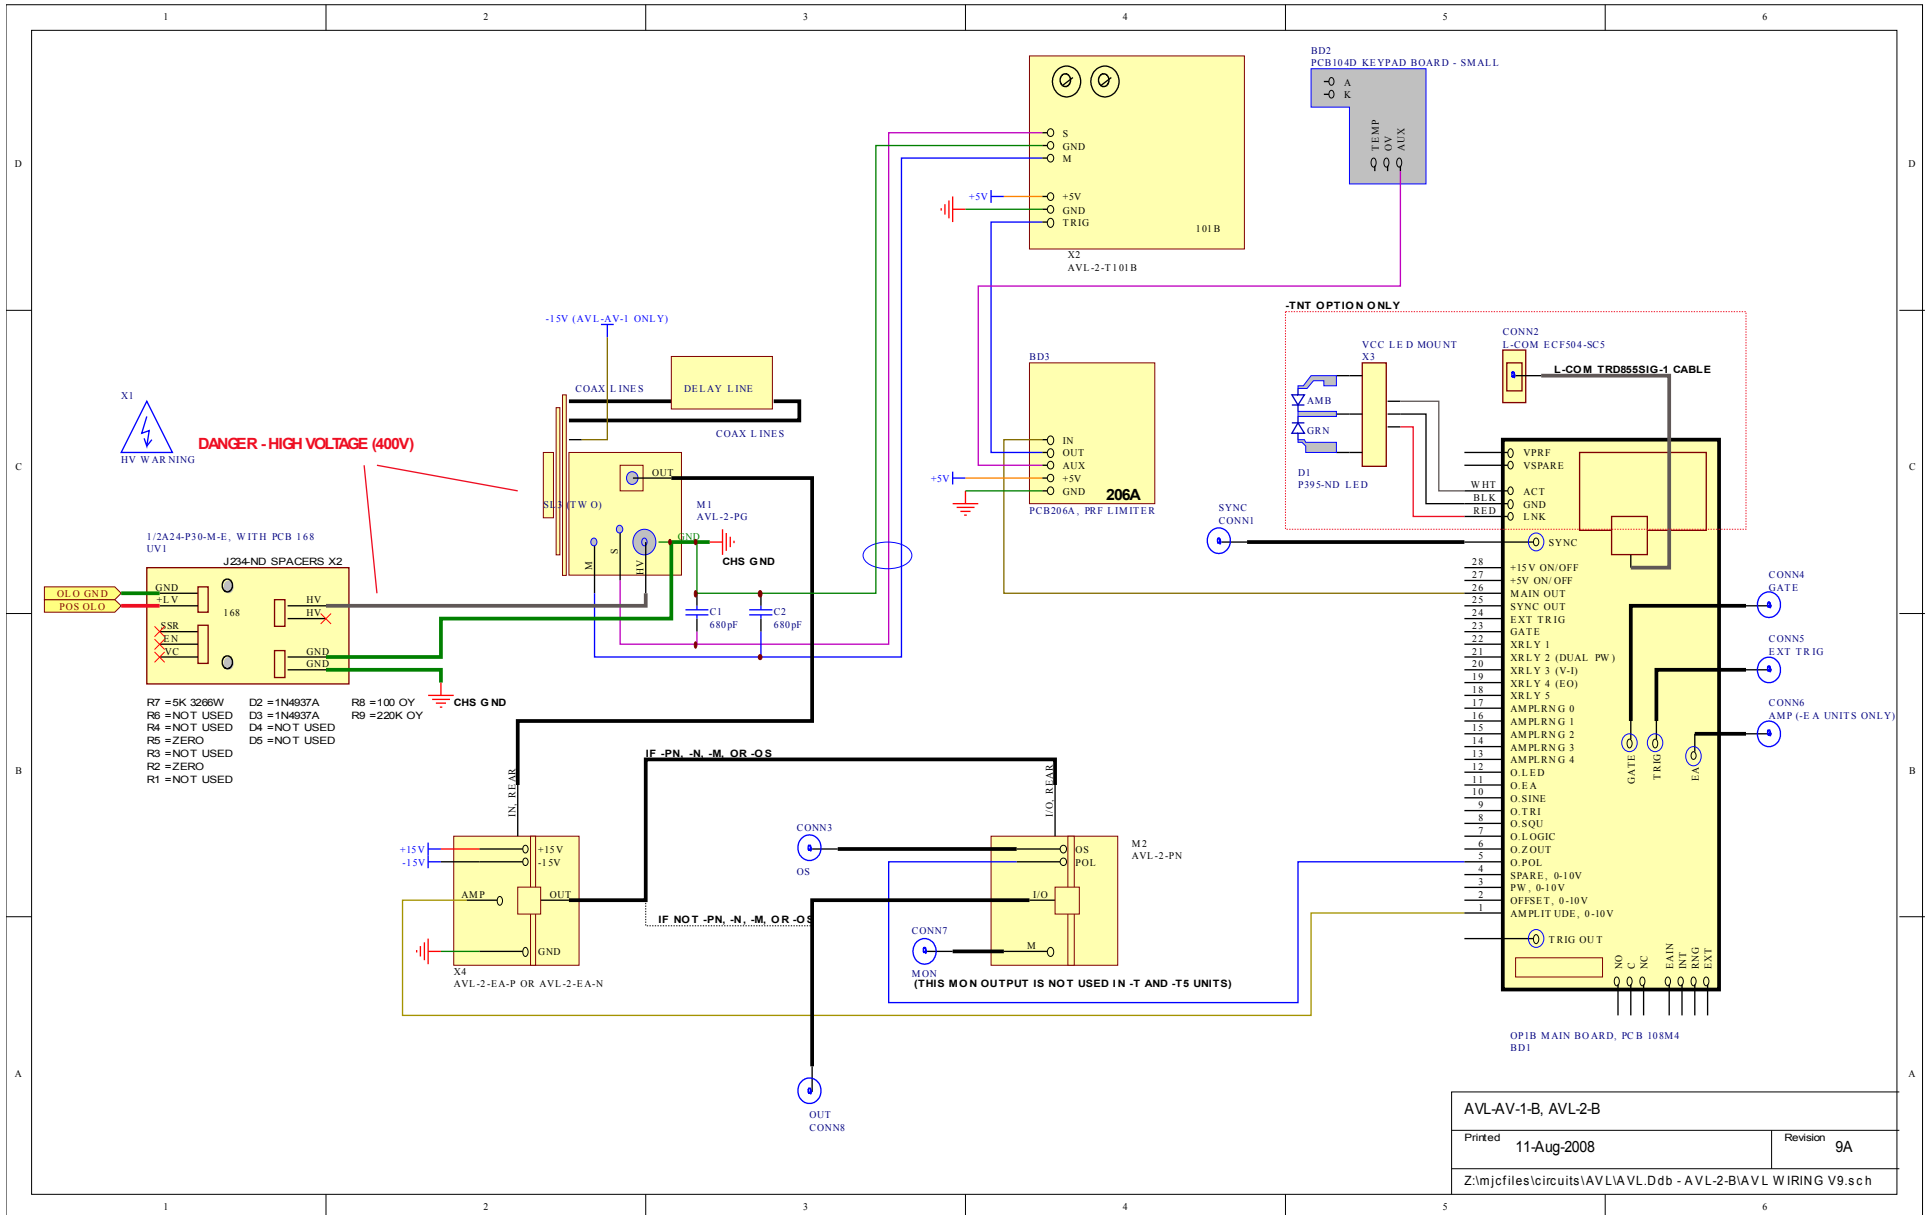 1 2 3 4 5 6
D
D
C
C
B
B
A
A
1 2 3 4 5 6
BD2
PCB104D KEYPAD BOARD - SMALL
A
K
TEMP
OV
AUX
S
GND
M
+5V
+5V
GND
TRIG
101B
X2
AVL-2-T101B
-TNT OPTION ONLY
-15V (AVL-AV-1 ONLY)
COAX LINES
DELAY LINE
COAX LINES
X1
HV WARNING
DANGER - HIGH VOLTAGE (400V)
OUT
SL3 (TWO)
M1
AVL-2-PG
M
S
HV
GND
CHS GND
C1
680pF
C2
680pF
BD3
IN
OUT
AUX
+5V
+5V
GND
206A
PCB206A, PRF LIMITER
VCC LED MOUNT
X3
AMB
GRN
D1
P395-ND LED
CONN2
L-COM ECF504-SC5
L-COM TRD855SIG-1 CABLE
SYNC
CONN1
WHT
BLK
RED
VPRF
VSPARE
ACT
GND
LNK
SYNC
28 +15V ON/OFF
27 +5V ON/OFF
26 MAIN OUT
25 SYNC OUT
24 EXT TRIG
23 GATE
22 XRLY 1
21 XRLY 2 (DUAL PW)
20 XRLY 3 (V-I)
19 XRLY 4 (EO)
18 XRLY 5
17 AMPLRNG 0
16 AMPLRNG 1
15 AMPLRNG 2
14 AMPLRNG 3
13 AMPLRNG 4
12 O.LED
11 O.EA
10 O.SINE
9 O.TRI
8 O.SQU
7 O.LOGIC
6 O.ZOUT
5 O.POL
4 SPARE, 0-10V
3 PW, 0-10V
2 OFFSET, 0-10V
1 AMPLITUDE, 0-10V
TRIG OUT
GATE
TRIG
EA
NO
C
NC
EAIN
INT
RNG
EXT
OP1B MAIN BOARD, PCB 108M4
BD1
CONN4
GATE
CONN5
EXT TRIG
CONN6
AMP (-EA UNITS ONLY)
1/2A24-P30-M-E, WITH PCB 168
UV1
J234-ND SPACERS X2
OLO GND
POS OLO
GND
+LV
168
SSR
EN
VC
HV
HV
GND
GND
CHS GND
R7 =5K 3266W D2 =1N4937A R8 =100 OY
R6 =NOT USED D3 =1N4937A R9 =220K OY
R4 =NOT USED D4 =NOT USED
R5 =ZERO D5 =NOT USED
R3 =NOT USED
R2 =ZERO
R1 =NOT USED
IF -PN, -N, -M, OR -OS
IN, REAR
I/O, REAR
+15V
-15V
+15V
-15V
AMP
OUT
GND
X4
AVL-2-EA-P OR AVL-2-EA-N
IF NOT -PN, -N, -M, OR -OS
CONN3
OS
OS
POL
I/O
M
M2
AVL-2-PN
CONN7
MON
(THIS MON OUTPUT IS NOT USED IN -T AND -T5 UNITS)
OUT
CONN8
AVL-AV-1-B, AVL-2-B
Printed 11-Aug-2008 Revision 9A
Z:\mjcfiles\circuits\AVL\AVL.Ddb - AVL-2-B\AVL WIRING V9.sch